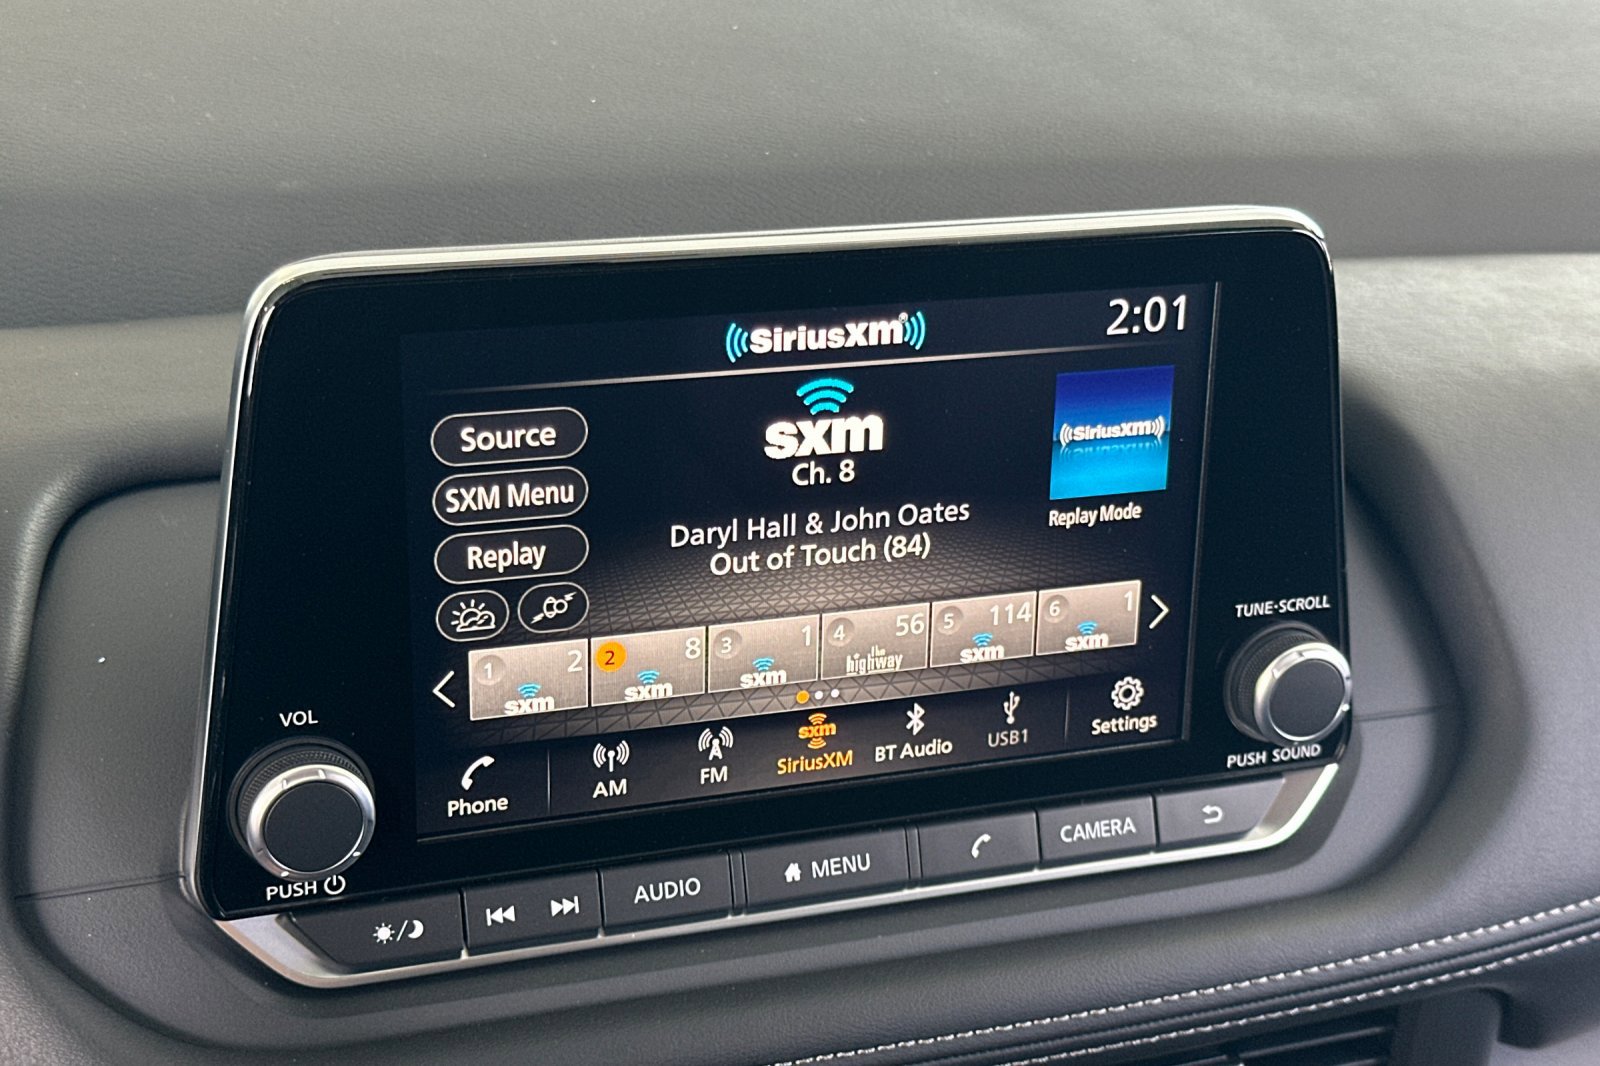 SiriusXM®
2:01
sxm
Ch. 8
Source
SXM Menu
Replay
Daryl Hall & John Oates
Out of Touch (84)
SiriusXM
Replay Mode
1 2 sxm
2 8 sxm
3 1 sxm
4 56 the highway
5 114 sxm
6 1 sxm
Phone
AM
FM
sxm
SiriusXM
BT Audio
USB1
Settings
VOL
PUSH
TUNE·SCROLL
PUSH SOUND
AUDIO
MENU
CAMERA